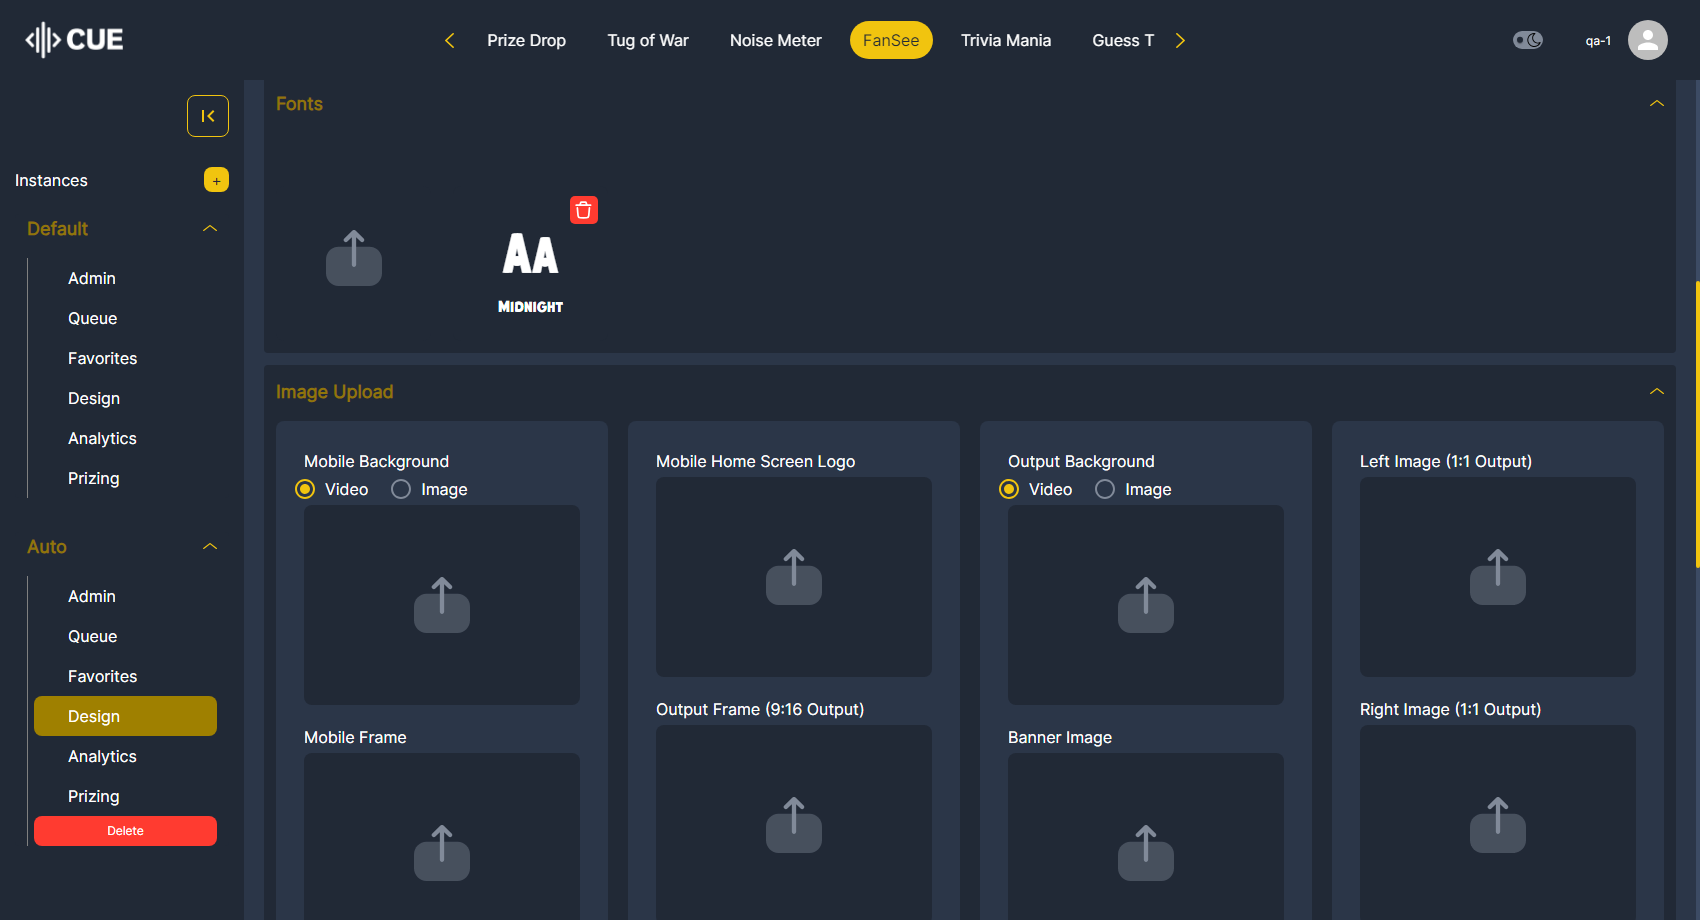 CUE
Prize Drop
Tug of War
Noise Meter
FanSee
Trivia Mania
Guess T
qa-1
Instances
+
Default
Admin
Queue
Favorites
Design
Analytics
Prizing
Auto
Admin
Queue
Favorites
Design
Analytics
Prizing
Delete
Fonts
AA
MIDNIGHT
Image Upload
Mobile Background
Video
Image
Mobile Frame
Mobile Home Screen Logo
Output Frame (9:16 Output)
Output Background
Video
Image
Banner Image
Left Image (1:1 Output)
Right Image (1:1 Output)